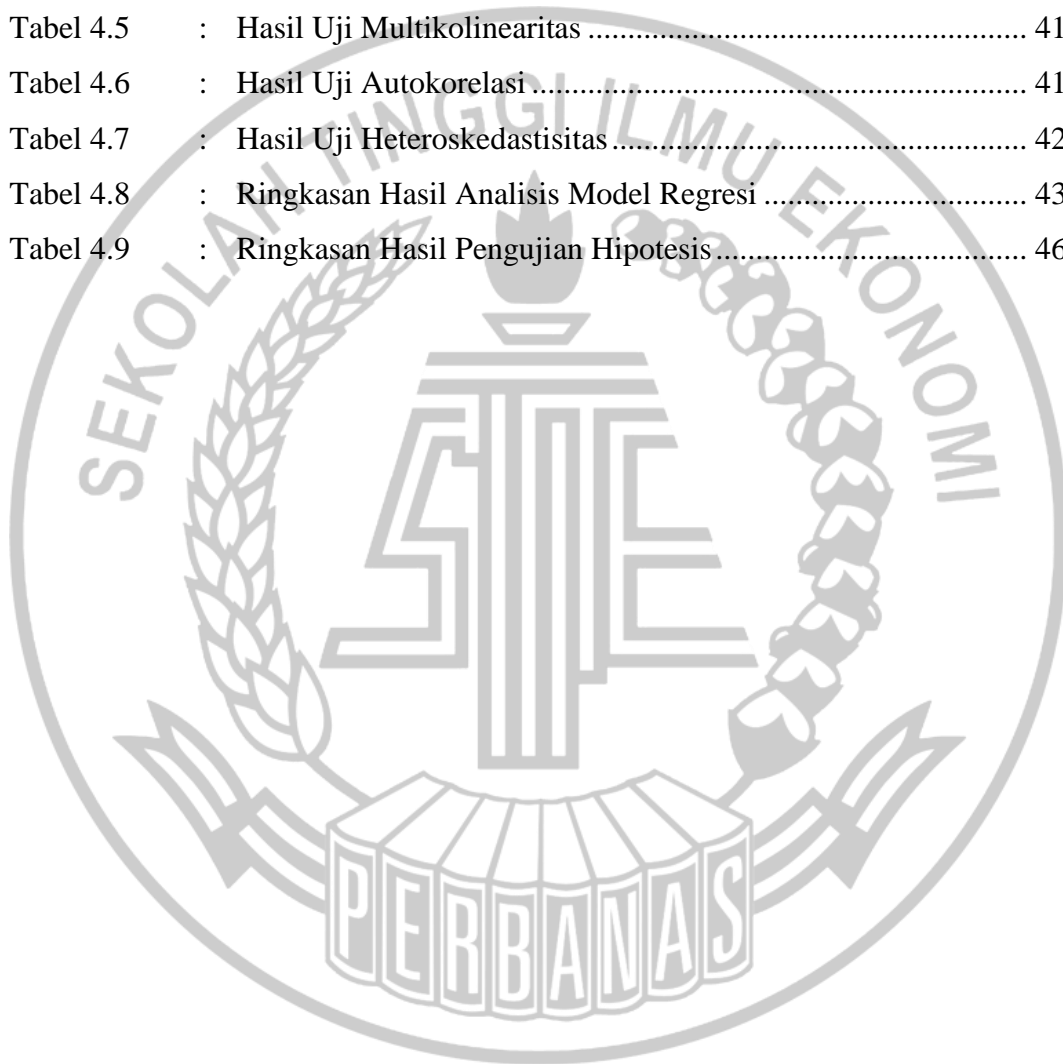 Tabel 4.5 : Hasil Uji Multikolinearitas ........................................................................ 41
Tabel 4.6 : Hasil Uji Autokorelasi ................................................................................. 41
Tabel 4.7 : Hasil Uji Heteroskedastisitas .................................................................... 42
Tabel 4.8 : Ringkasan Hasil Analisis Model Regresi ........................................... 43
Tabel 4.9 : Ringkasan Hasil Pengujian Hipotesis ................................................... 46
SEKOLAH TINGGI ILMU EKONOMI
STIE
PERBANAS